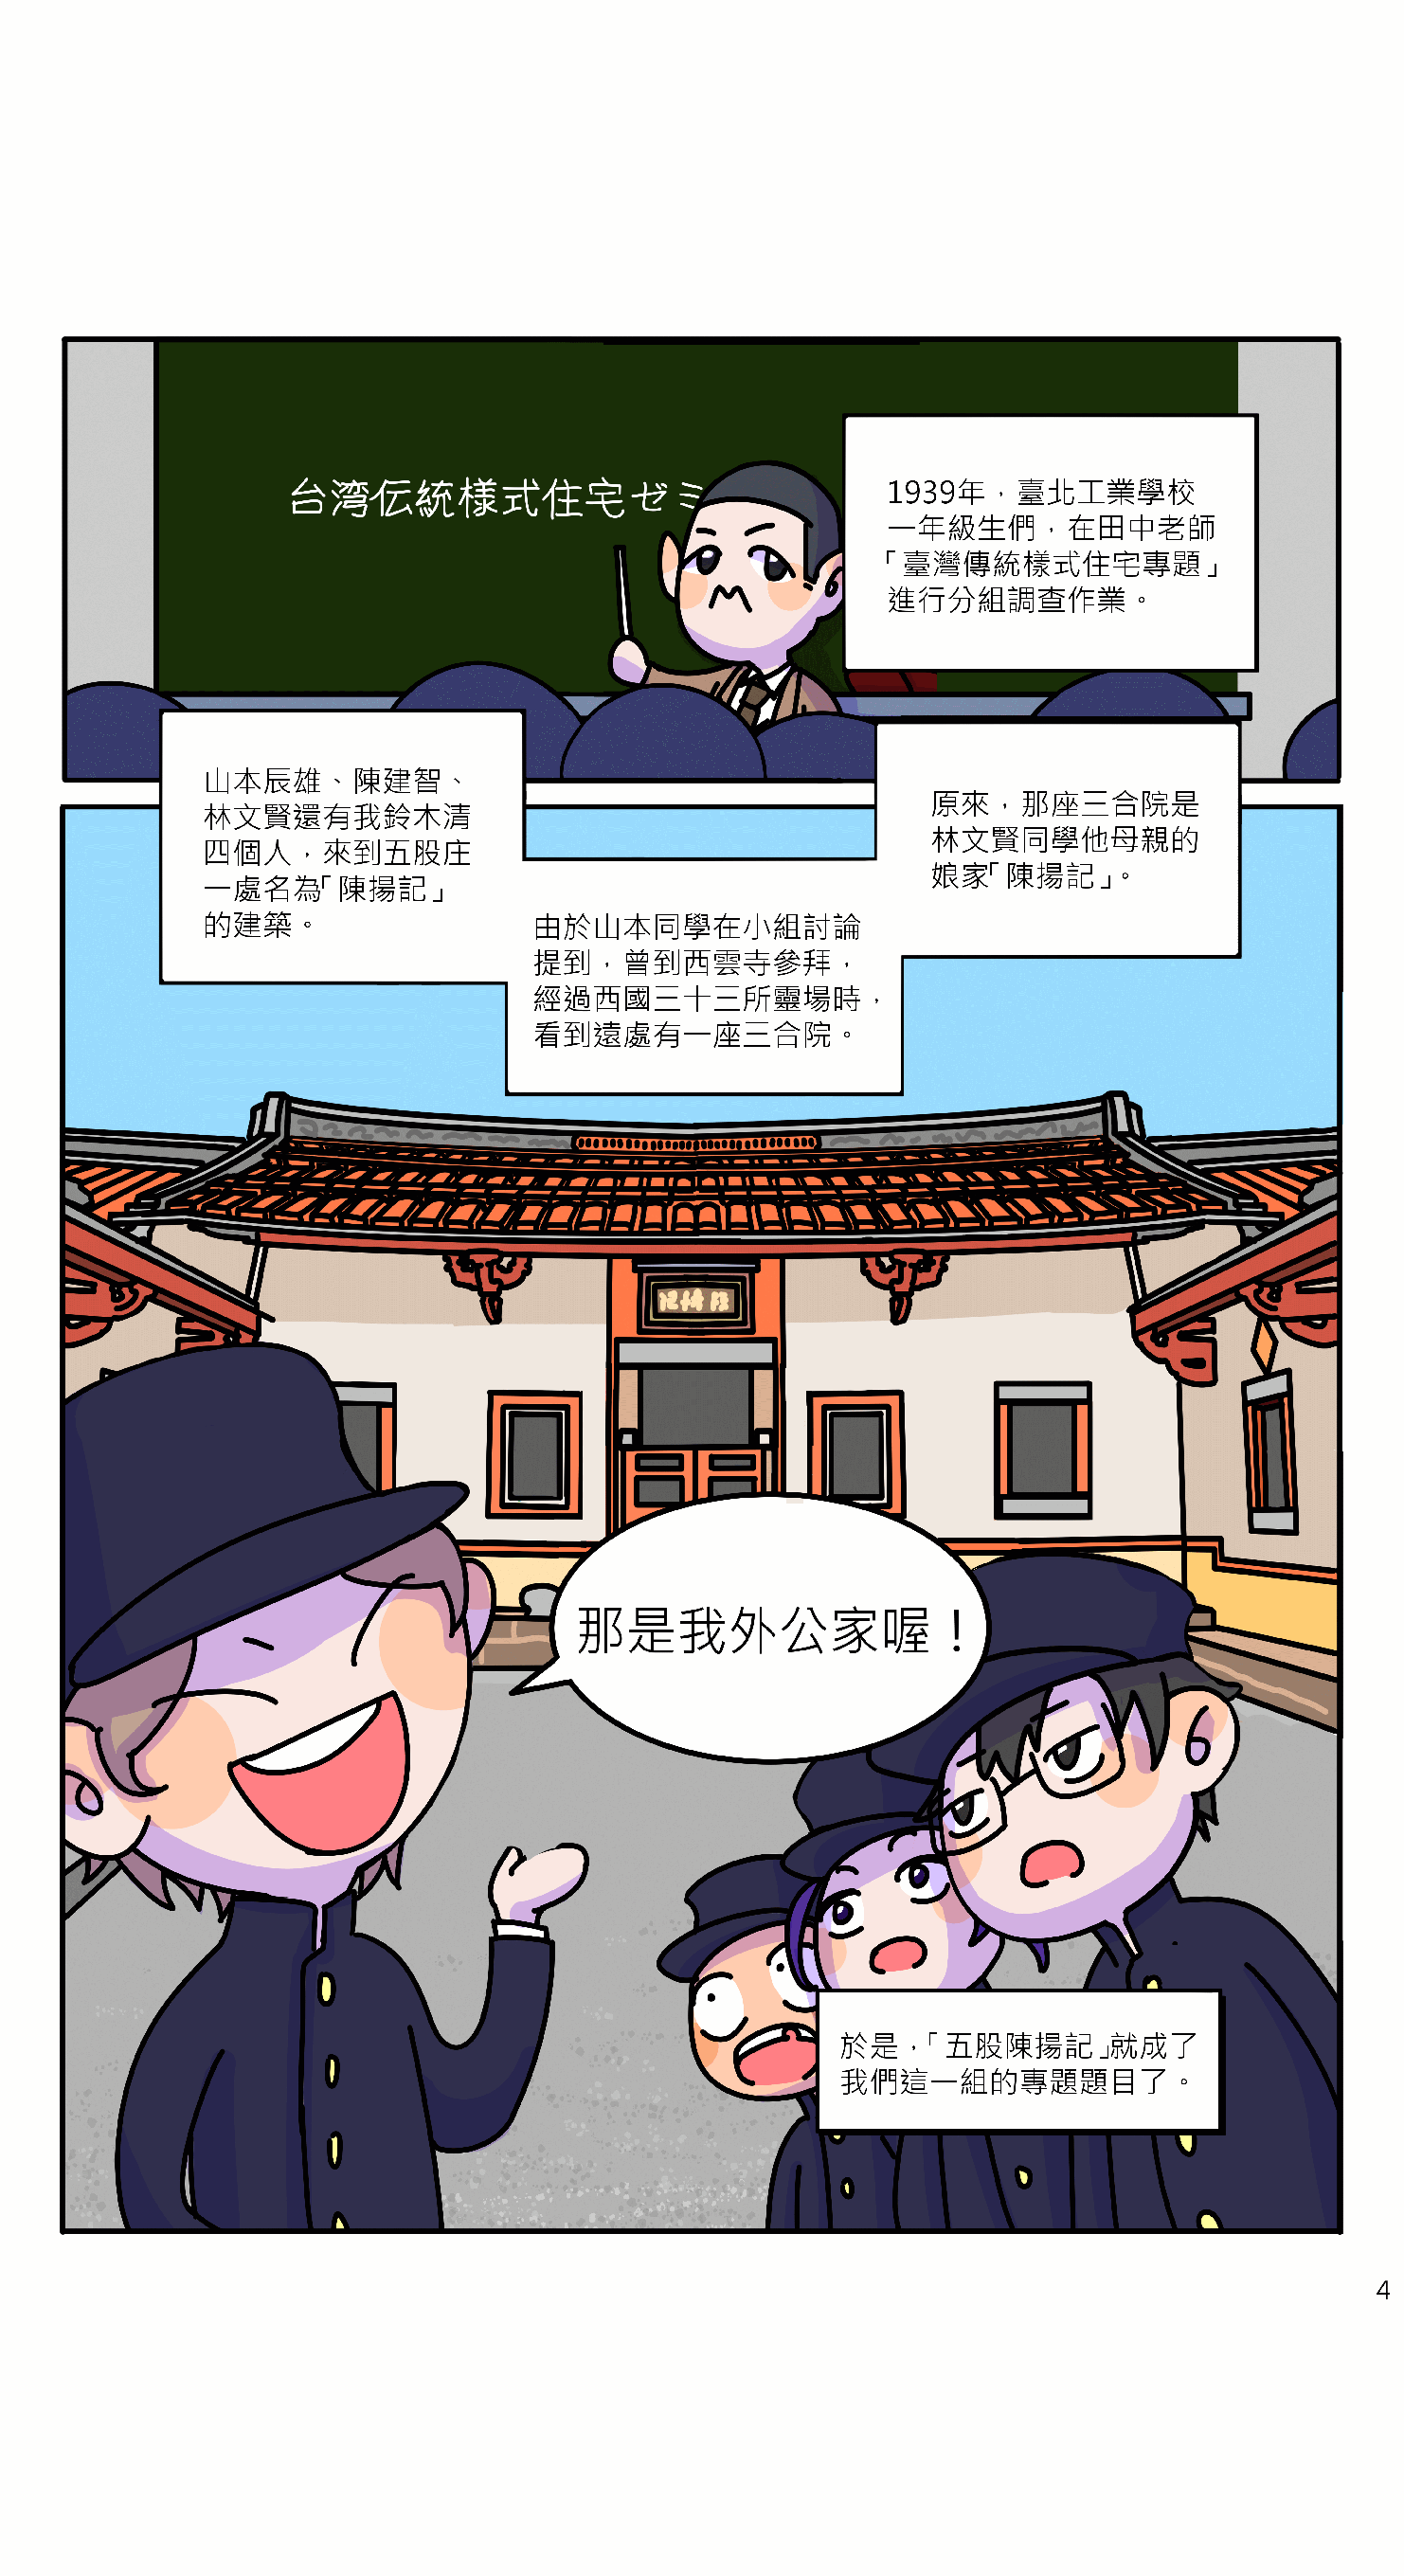 台湾伝統様式住宅ゼミ
1939年，臺北工業學校
一年級生們，在田中老師
「臺灣傳統樣式住宅專題」
進行分組調查作業。
山本辰雄、陳建智、
林文賢還有我鈴木清
四個人，來到五股庄
一處名為「陳揚記」
的建築。
由於山本同學在小組討論
提到，曾到西雲寺參拜，
經過西國三十三所靈場時，
看到遠處有一座三合院。
原來，那座三合院是
林文賢同學他母親的
娘家「陳揚記」。
那是我外公家喔！
於是，「五股陳揚記」就成了
我們這一組的專題題目了。
4